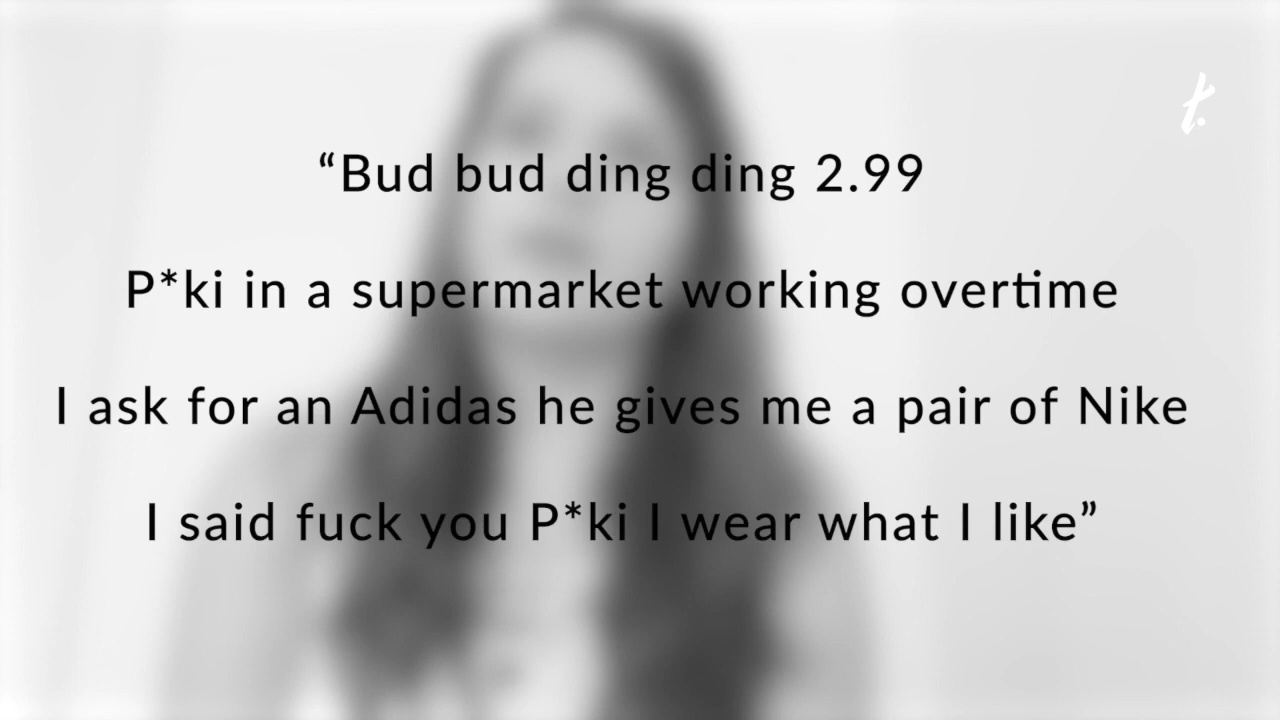 “Bud bud ding ding 2.99
P*ki in a supermarket working overtime
I ask for an Adidas he gives me a pair of Nike
I said fuck you P*ki I wear what I like”
t.